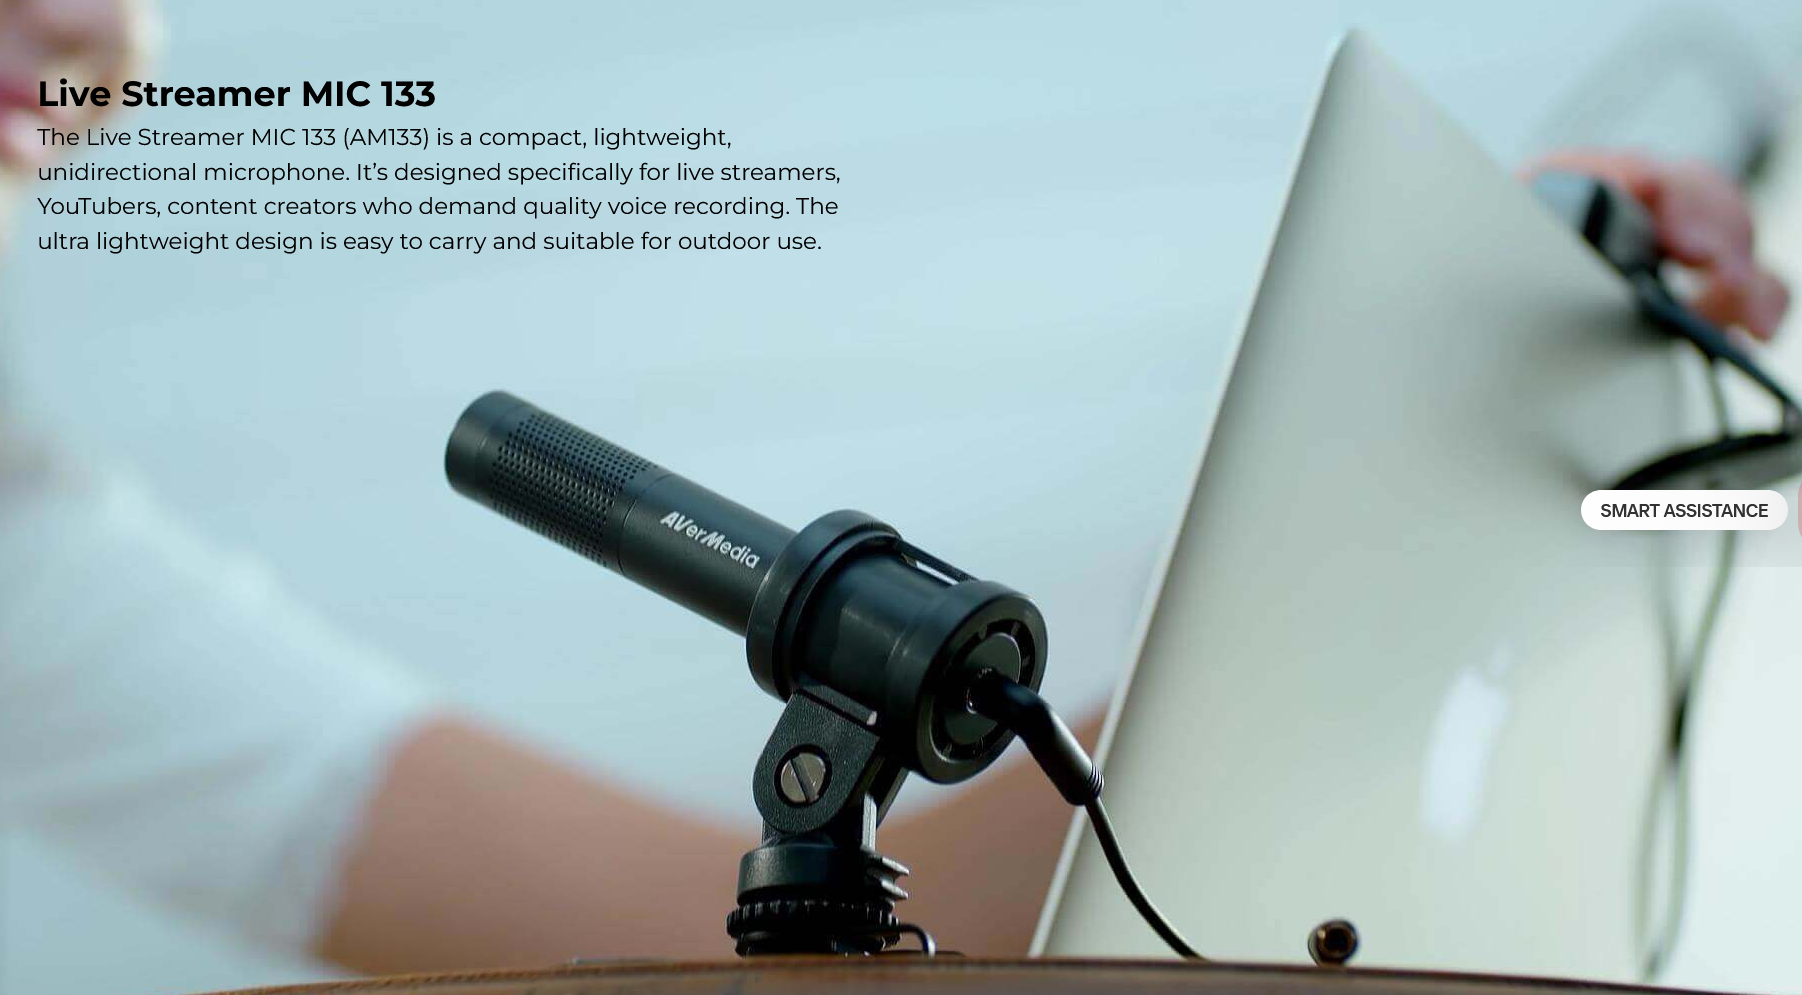 Live Streamer MIC 133
The Live Streamer MIC 133 (AM133) is a compact, lightweight,
unidirectional microphone. It’s designed specifically for live streamers,
YouTubers, content creators who demand quality voice recording. The
ultra lightweight design is easy to carry and suitable for outdoor use.
SMART ASSISTANCE
AVerMedia